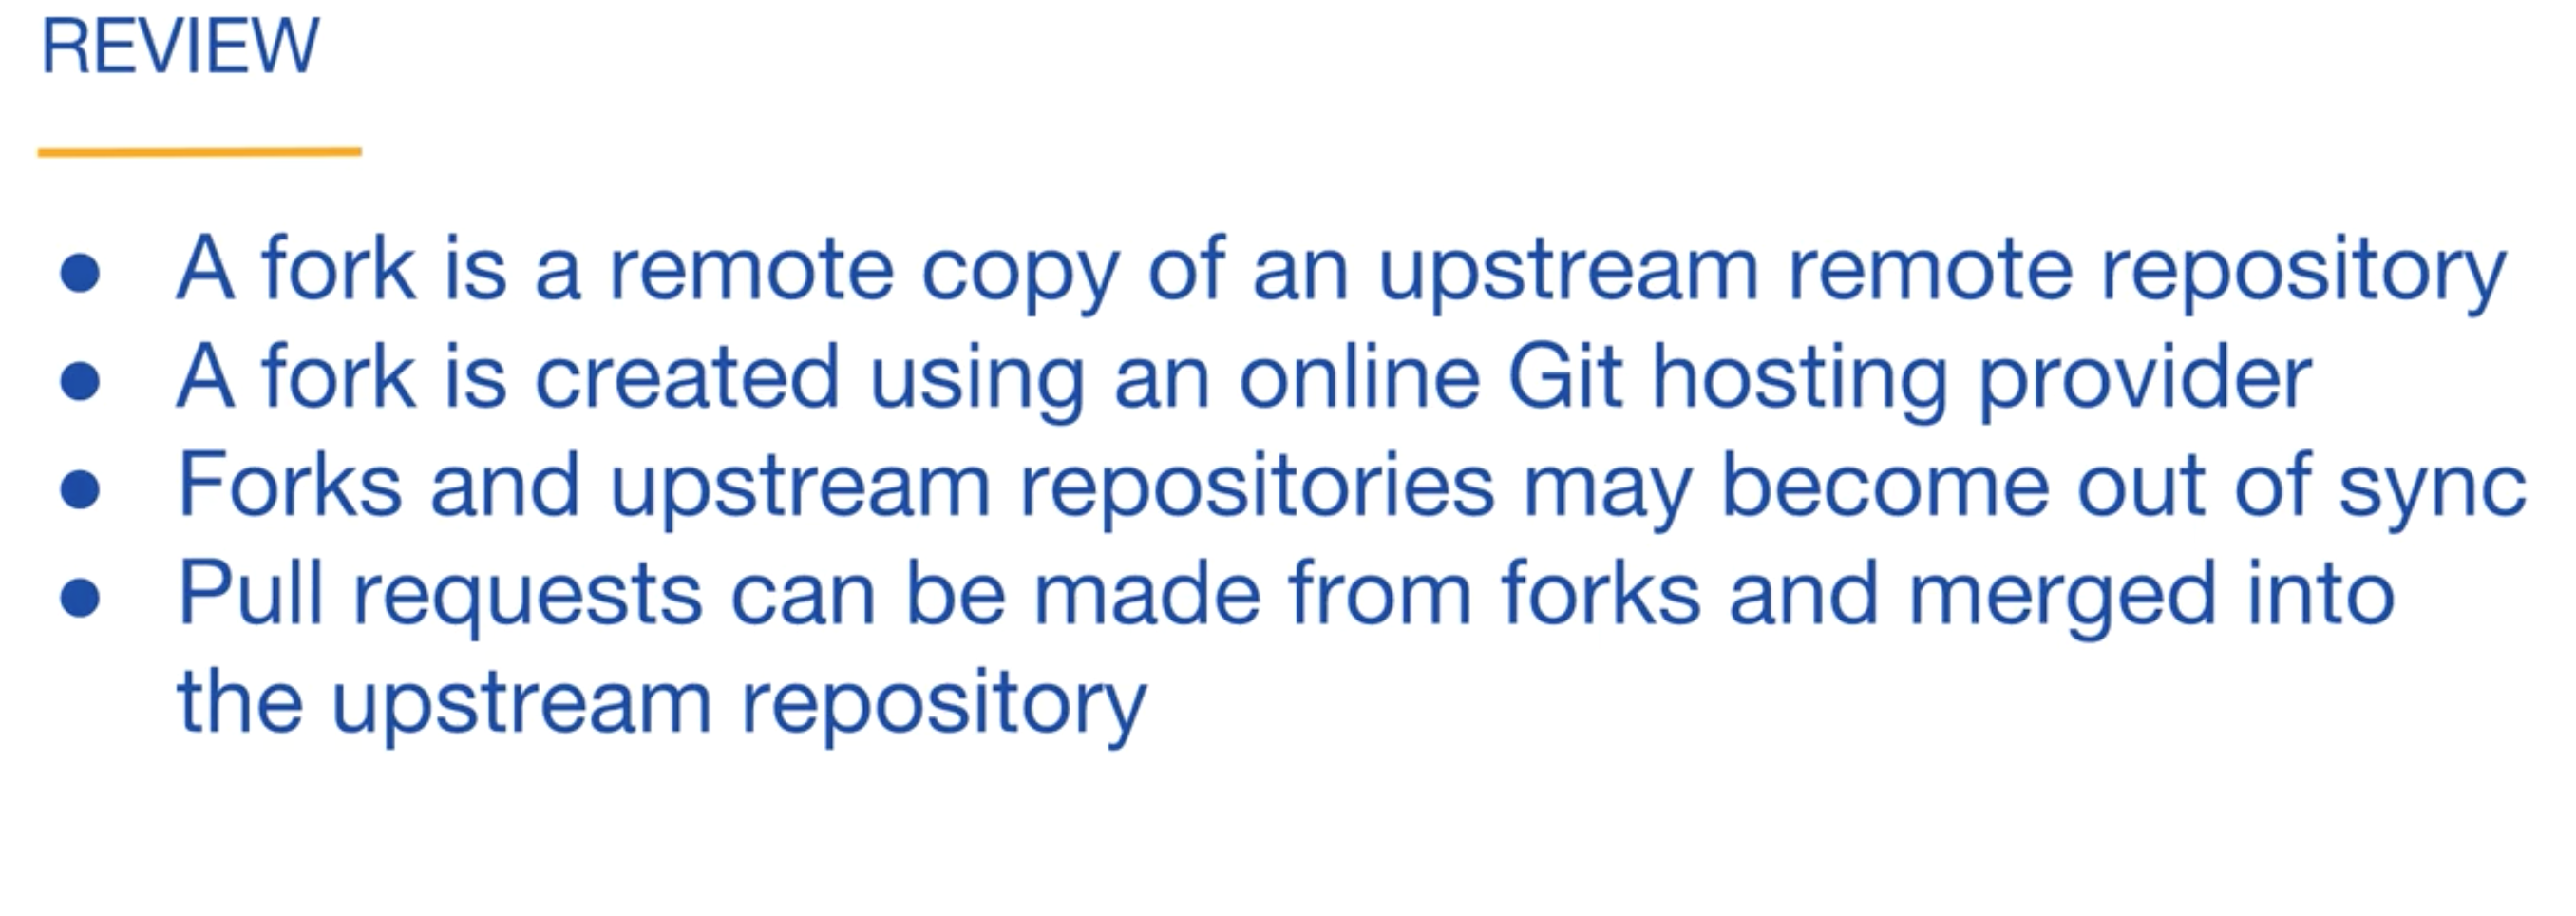 REVIEW
● A fork is a remote copy of an upstream remote repository
● A fork is created using an online Git hosting provider
● Forks and upstream repositories may become out of sync
● Pull requests can be made from forks and merged into
the upstream repository